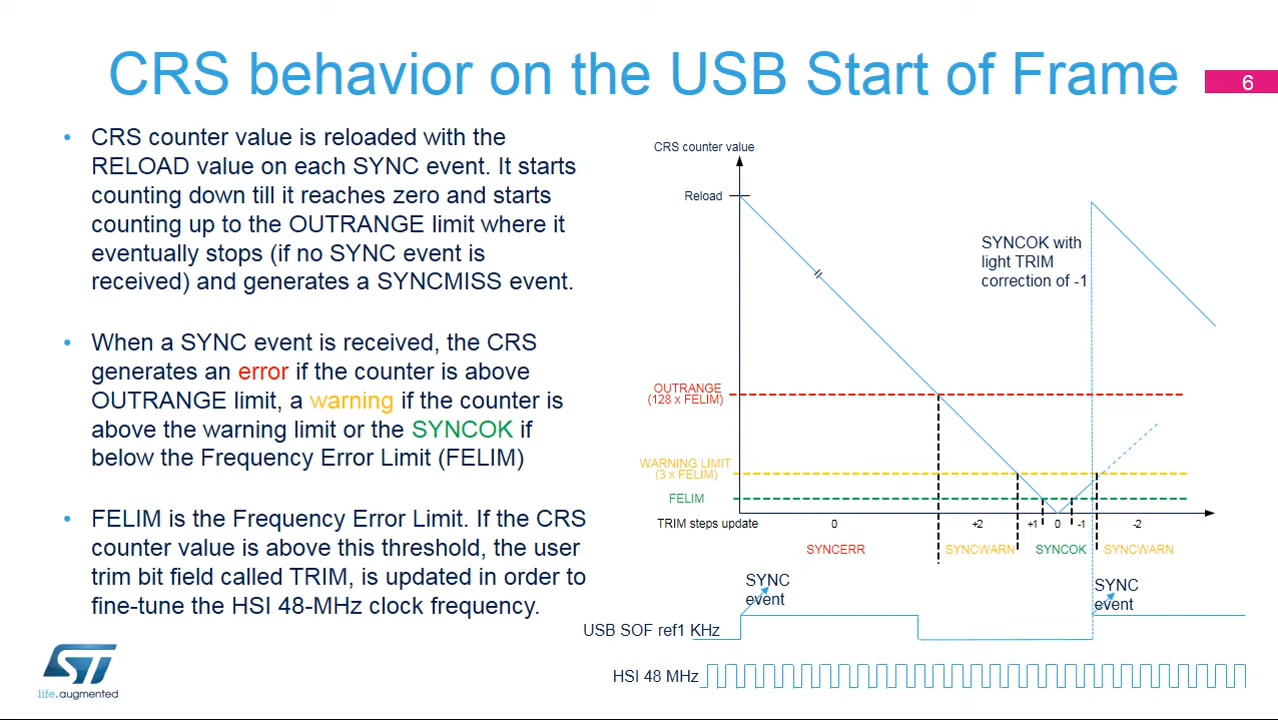 CRS behavior on the USB Start of Frame
6
• CRS counter value is reloaded with the
RELOAD value on each SYNC event. It starts
counting down till it reaches zero and starts
counting up to the OUTRANGE limit where it
eventually stops (if no SYNC event is
received) and generates a SYNCMISS event.
• When a SYNC event is received, the CRS
generates an error if the counter is above
OUTRANGE limit, a warning if the counter is
above the warning limit or the SYNCOK if
below the Frequency Error Limit (FELIM)
• FELIM is the Frequency Error Limit. If the CRS
counter value is above this threshold, the user
trim bit field called TRIM, is updated in order to
fine-tune the HSI 48-MHz clock frequency.
CRS counter value
Reload
SYNCOK with
light TRIM
correction of -1
OUTRANGE
(128 x FELIM)
WARNING LIMIT
(3 x FELIM)
FELIM
TRIM steps update 0 +2 +1 0 -1 -2
SYNCERR SYNCWARN SYNCOK SYNCWARN
SYNC
event
SYNC
event
USB SOF ref1 KHz
HSI 48 MHz
ST
life.augmented